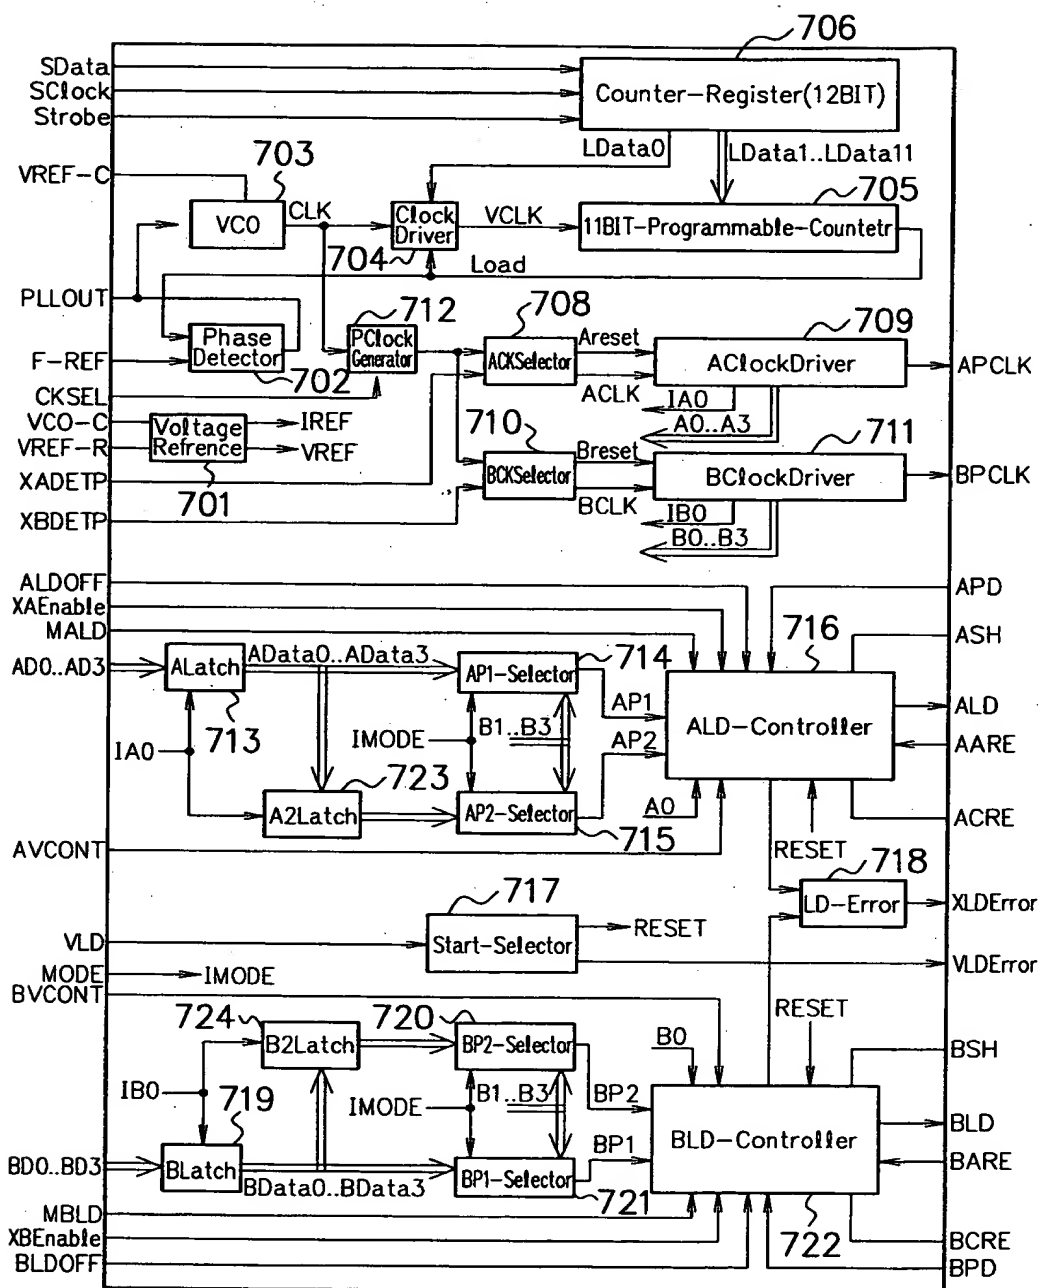 706
SData
SClock
Strobe
Counter-Register(12BIT)
LData0
LData1..LData11
VREF-C
703
705
VCO
CLK
Clock
Driver
VCLK
11BIT-Programmable-Countetr
704
Load
PLLOUT
712
708
709
F-REF
Phase
Detector
702
PClock
Generator
ACKSelector
Areset
ACLK
AClockDriver
APCLK
CKSEL
IA0
A0..A3
VCO-C
VREF-R
Voltage
Refrence
701
IREF
VREF
710
711
XADETP
BCKSelector
Breset
BCLK
BClockDriver
BPCLK
XBDETP
IB0
B0..B3
ALDOFF
XAEnable
MALD
APD
716
ASH
AD0..AD3
ALatch
713
AData0..AData3
AP1-Selector
714
AP1
ALD-Controller
ALD
IA0
IMODE
B1..B3
AP2
AARE
723
A2Latch
AP2-Selector
715
A0
RESET
ACRE
AVCONT
718
LD-Error
XLDError
717
VLD
Start-Selector
RESET
VLDError
MODE
IMODE
BVCONT
RESET
724
720
B2Latch
BP2-Selector
B0
BSH
IB0
719
IMODE
B1..B3
BP2
BLD-Controller
BLD
BD0..BD3
BLatch
BData0..BData3
BP1-Selector
721
BP1
BARE
MBLD
XBEnable
BLDOFF
722
BCRE
BPD